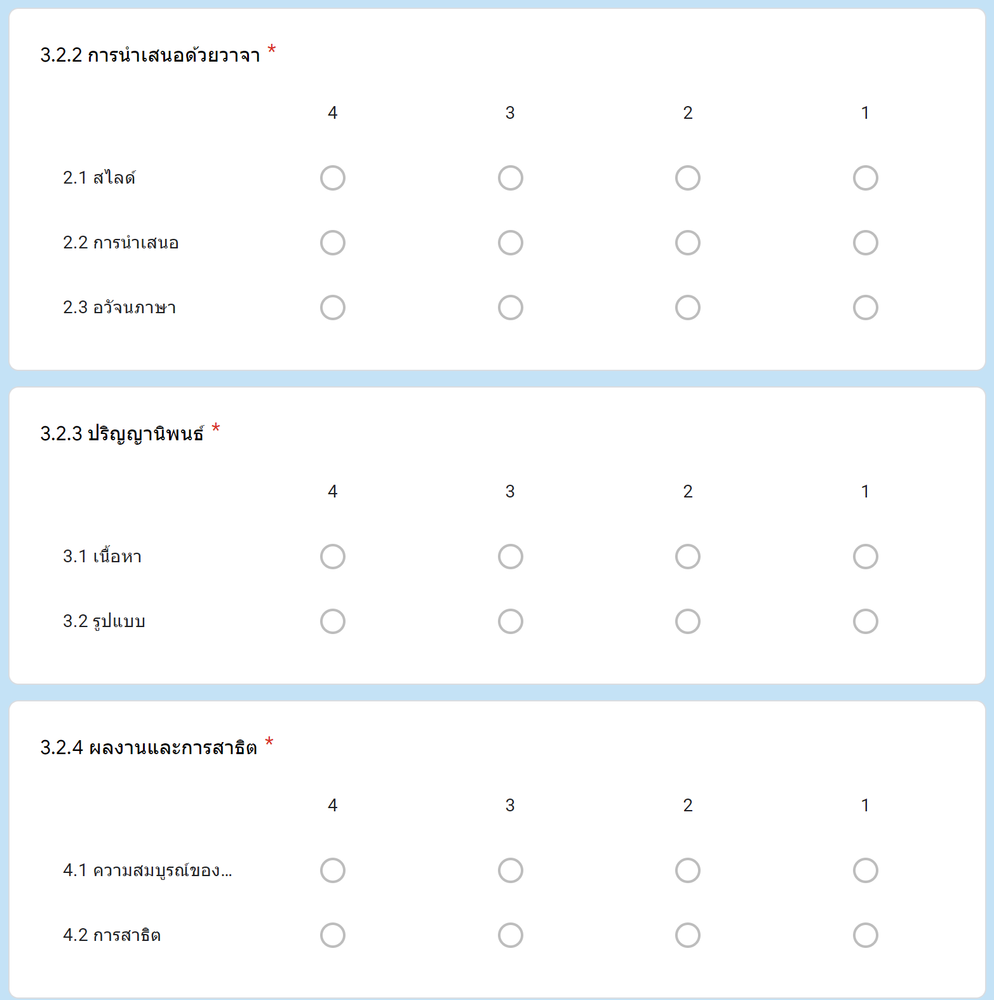 3.2.2 การนำเสนอด้วยวาจา *
4 3 2 1
2.1 สไลด์
2.2 การนำเสนอ
2.3 อวัจนภาษา
3.2.3 ปริญญานิพนธ์ *
4 3 2 1
3.1 เนื้อหา
3.2 รูปแบบ
3.2.4 ผลงานและการสาธิต *
4 3 2 1
4.1 ความสมบูรณ์ของ...
4.2 การสาธิต